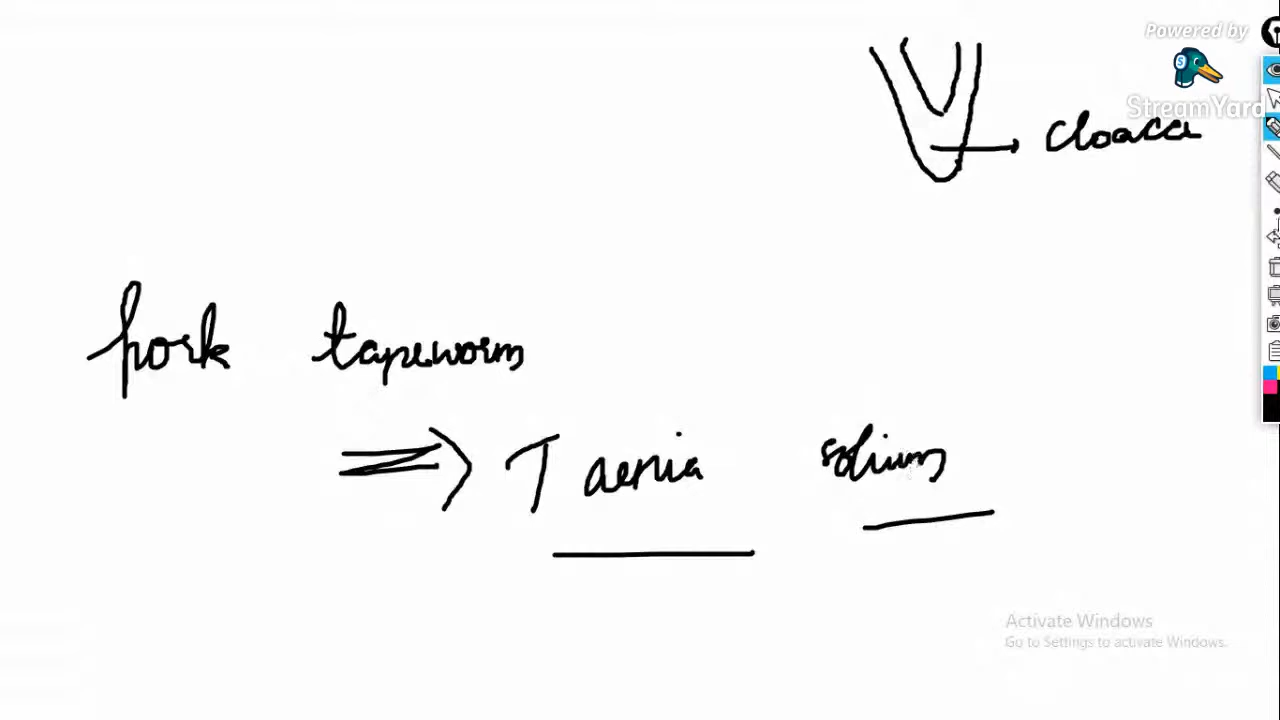 Powered by
StreamYard
cloaca
pork tapeworm
⇒ Taenia solium
Activate Windows
Go to Settings to activate Windows.